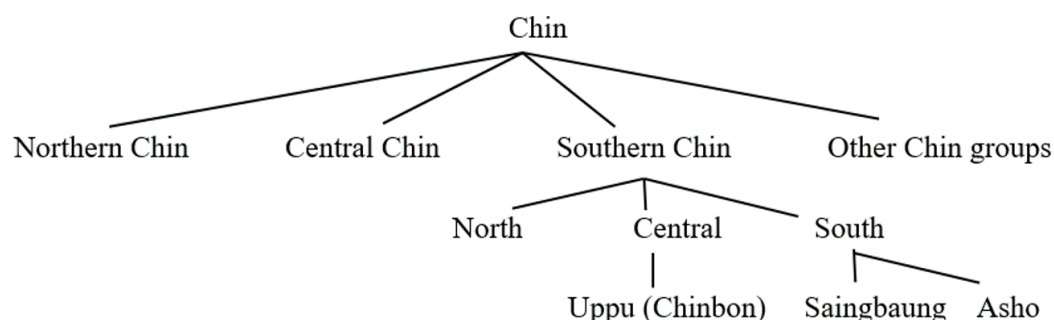 Chin
Northern Chin Central Chin Southern Chin Other Chin groups
North Central South
Uppu (Chinbon) Saingbaung Asho